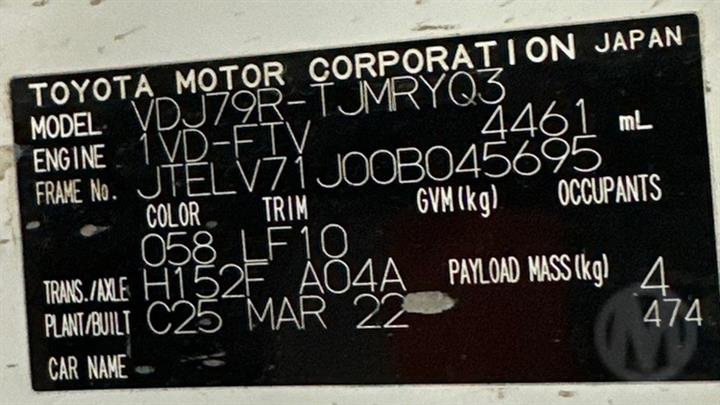 TOYOTA MOTOR CORPORATION JAPAN
MODEL VDJ79R-TJMRYQ3
ENGINE 1VD-FTV 4461 mL
FRAME No. JTELV71J00B045695
COLOR TRIM GVM(kg) OCCUPANTS
058 LF10
TRANS./AXLE H152F A04A PAYLOAD MASS(kg) 4
PLANT/BUILT C25 MAR 22 474
CAR NAME
M